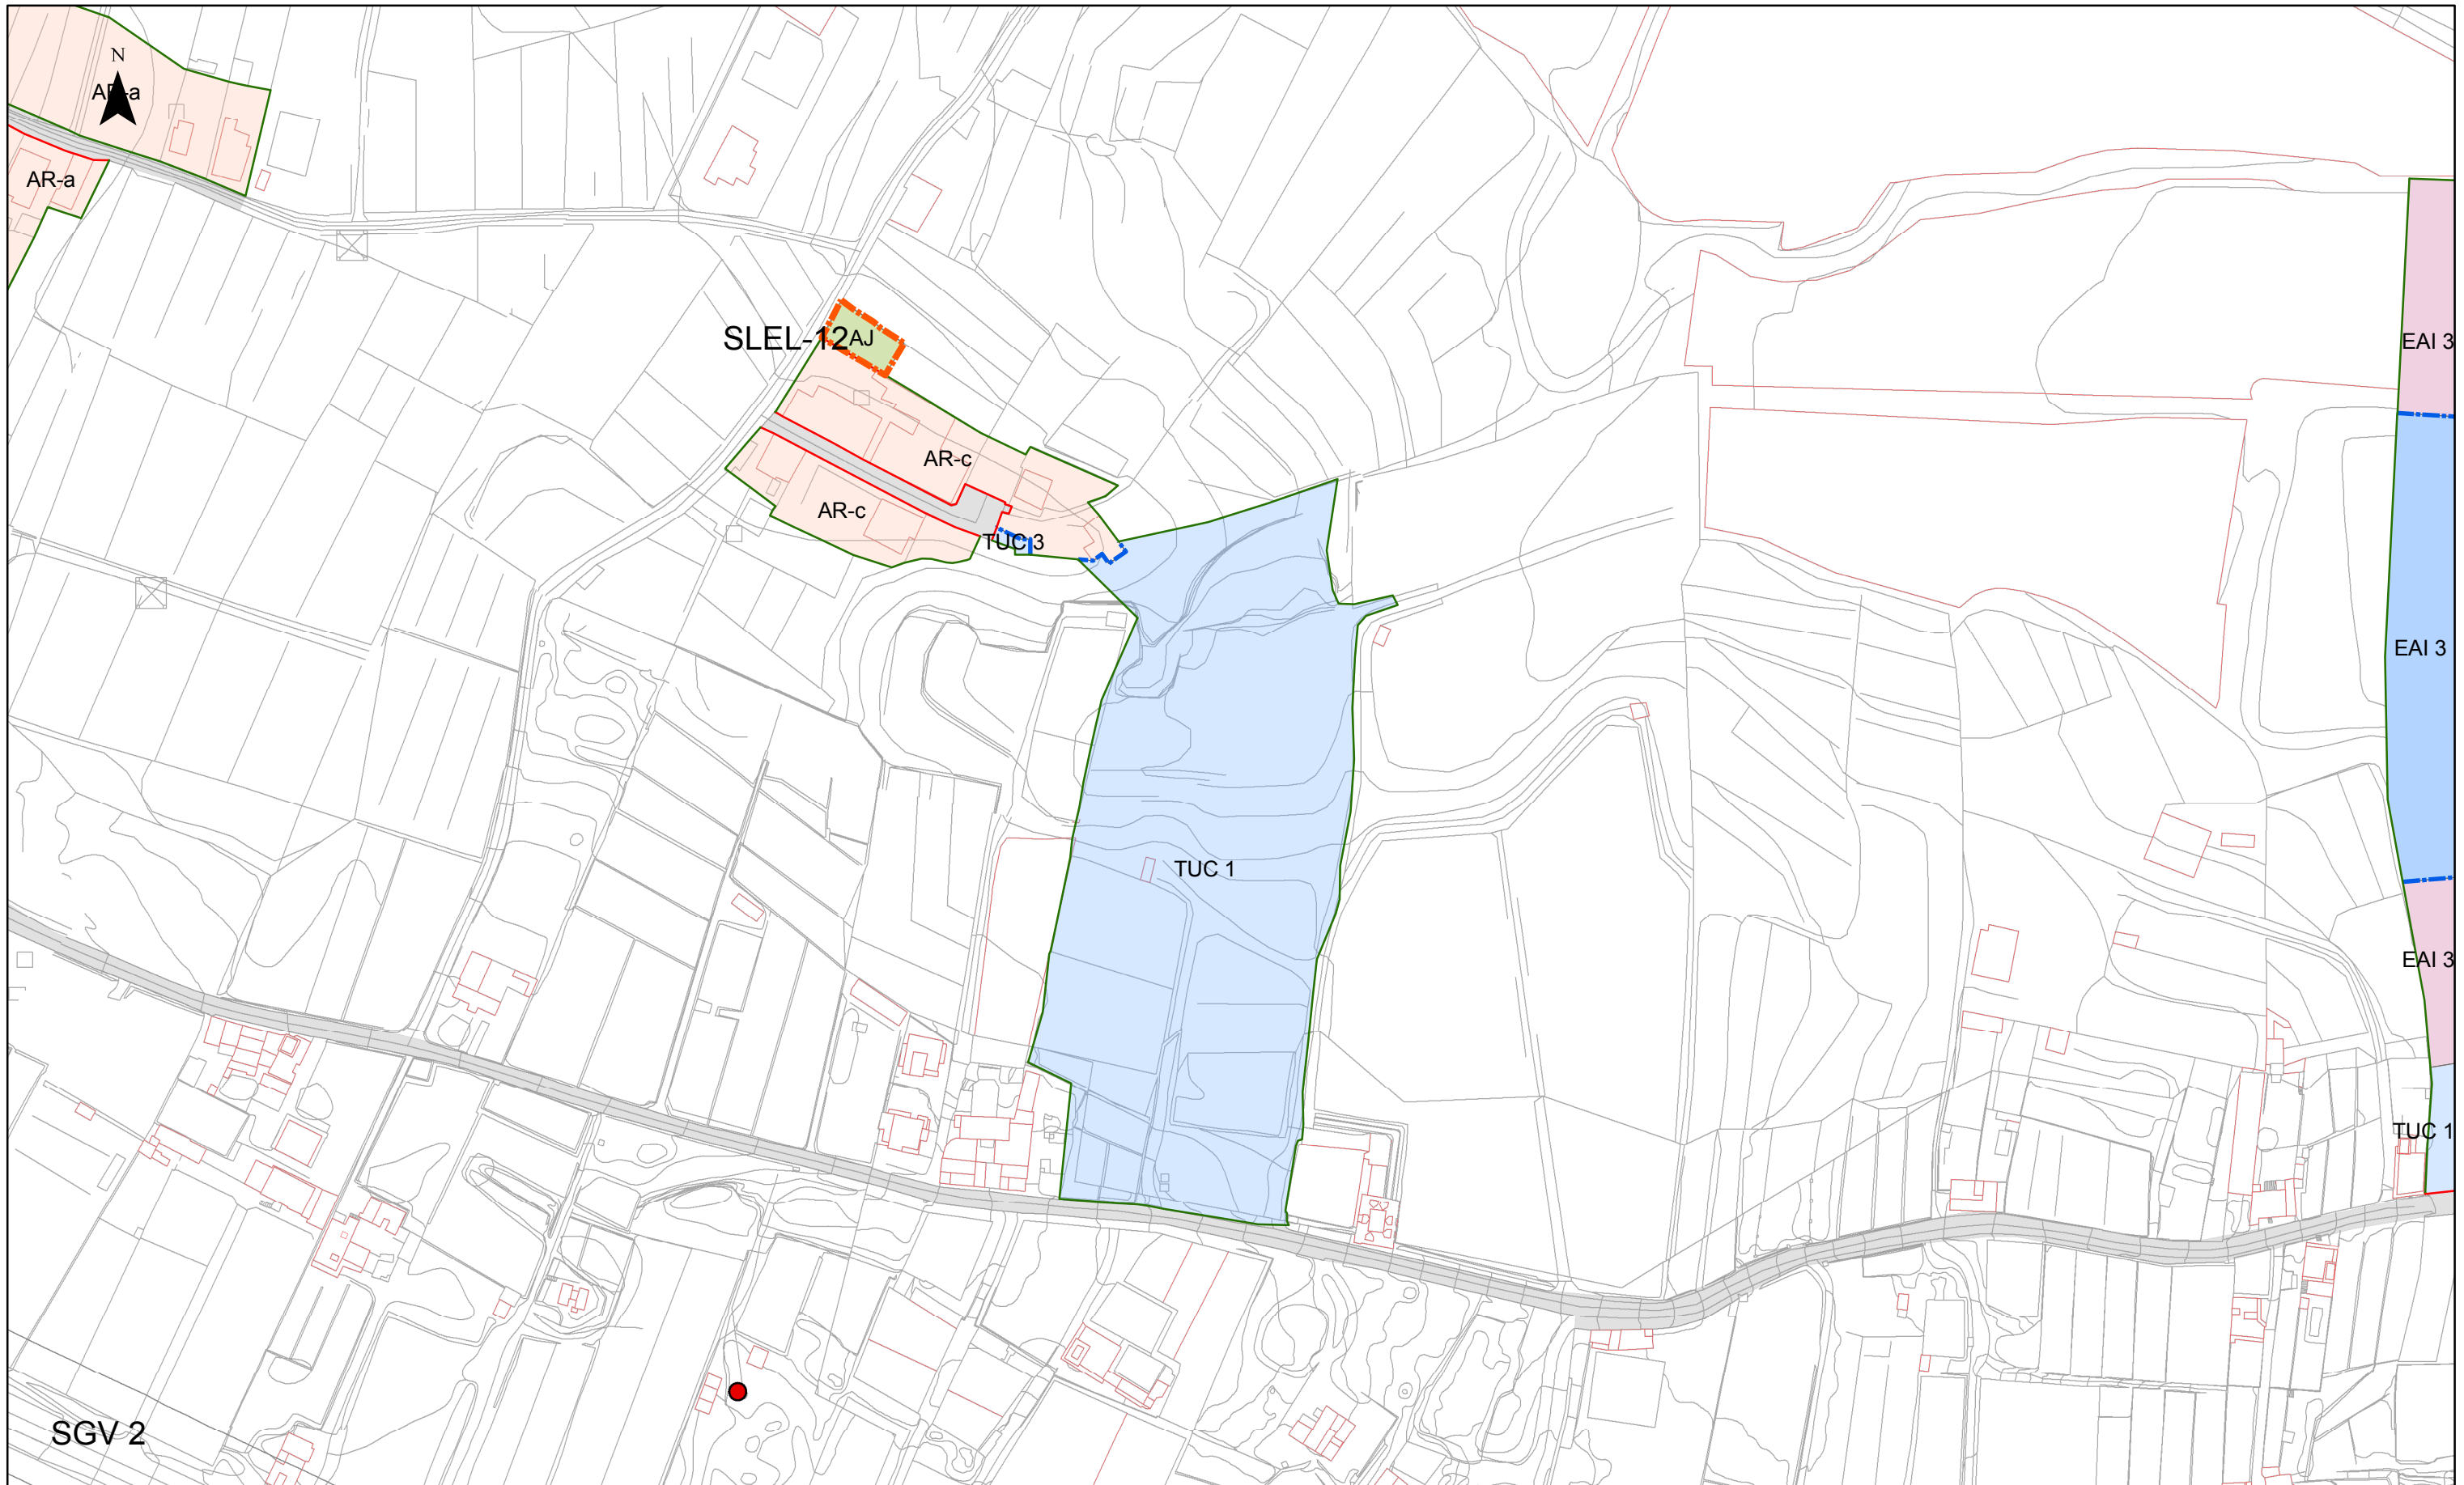 N
AR-a
AR-a
SLEL-12
AJ
EAI 3
AR-c
AR-c
TUC 3
EAI 3
TUC 1
EAI 3
TUC 1
SGV 2